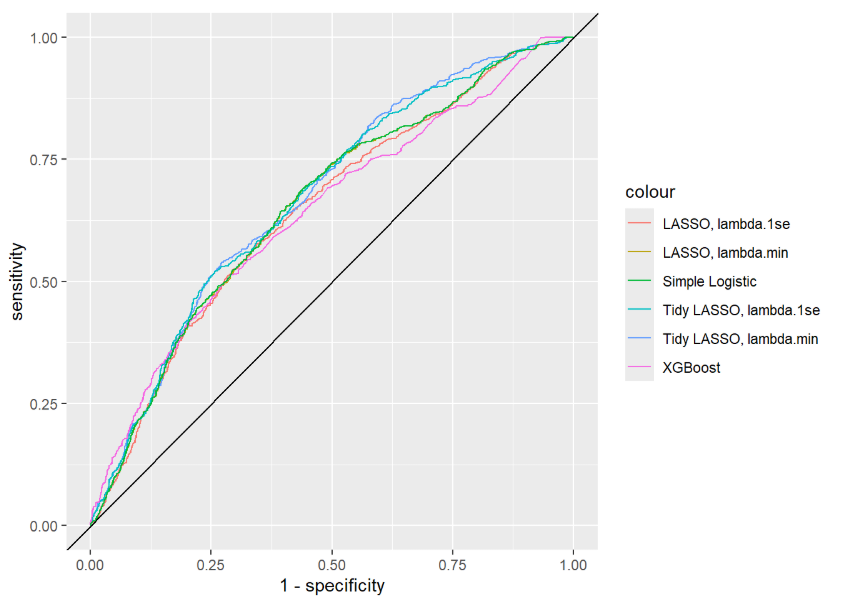 1.00
0.75
0.50
0.25
0.00
sensitivity
0.00 0.25 0.50 0.75 1.00
1 - specificity
colour
LASSO, lambda.1se
LASSO, lambda.min
Simple Logistic
Tidy LASSO, lambda.1se
Tidy LASSO, lambda.min
XGBoost